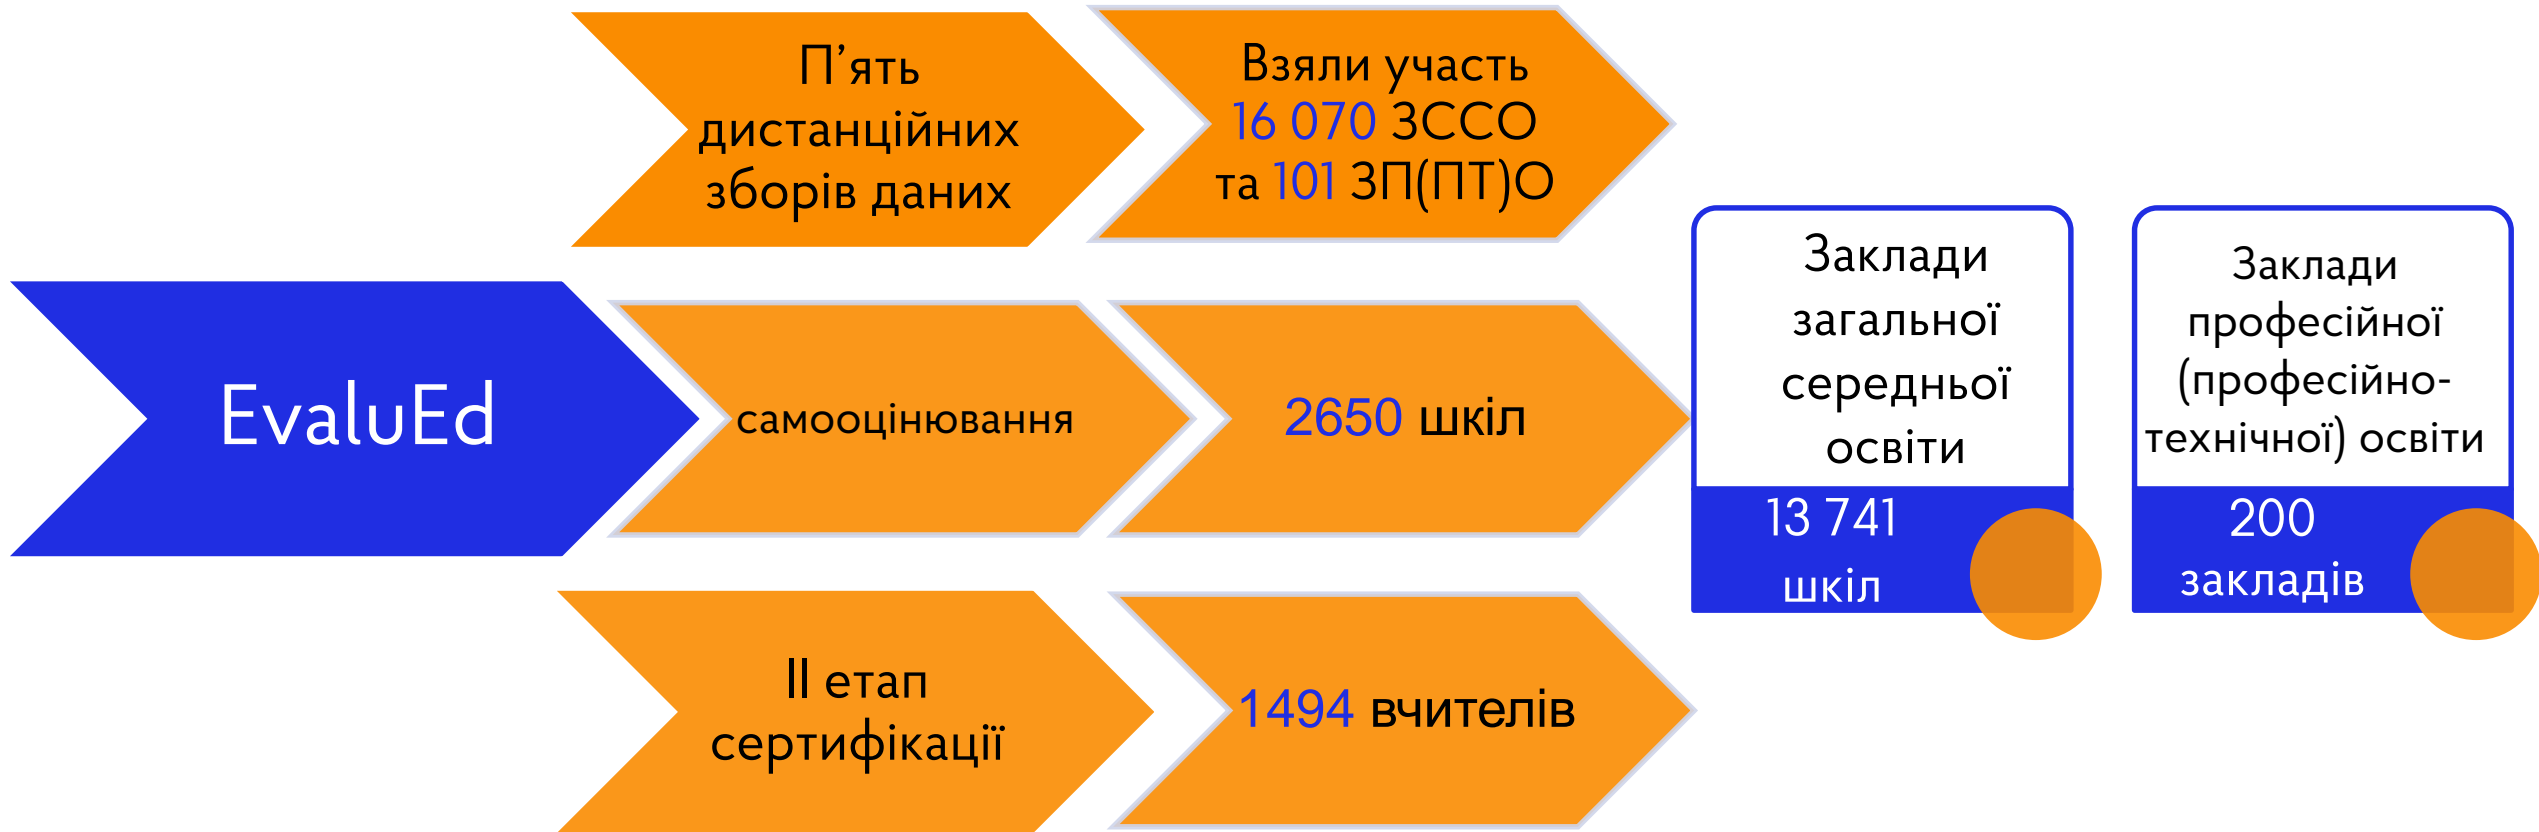 EvaluEd
П’ять
дистанційних
зборів даних
Взяли участь
16 070 ЗССО
та 101 ЗП(ПТ)О
самооцінювання
2650 шкіл
ІІ етап
сертифікації
1494 вчителів
Заклади
загальної
середньої
освіти
13 741
шкіл
Заклади
професійної
(професійно-
технічної) освіти
200
закладів